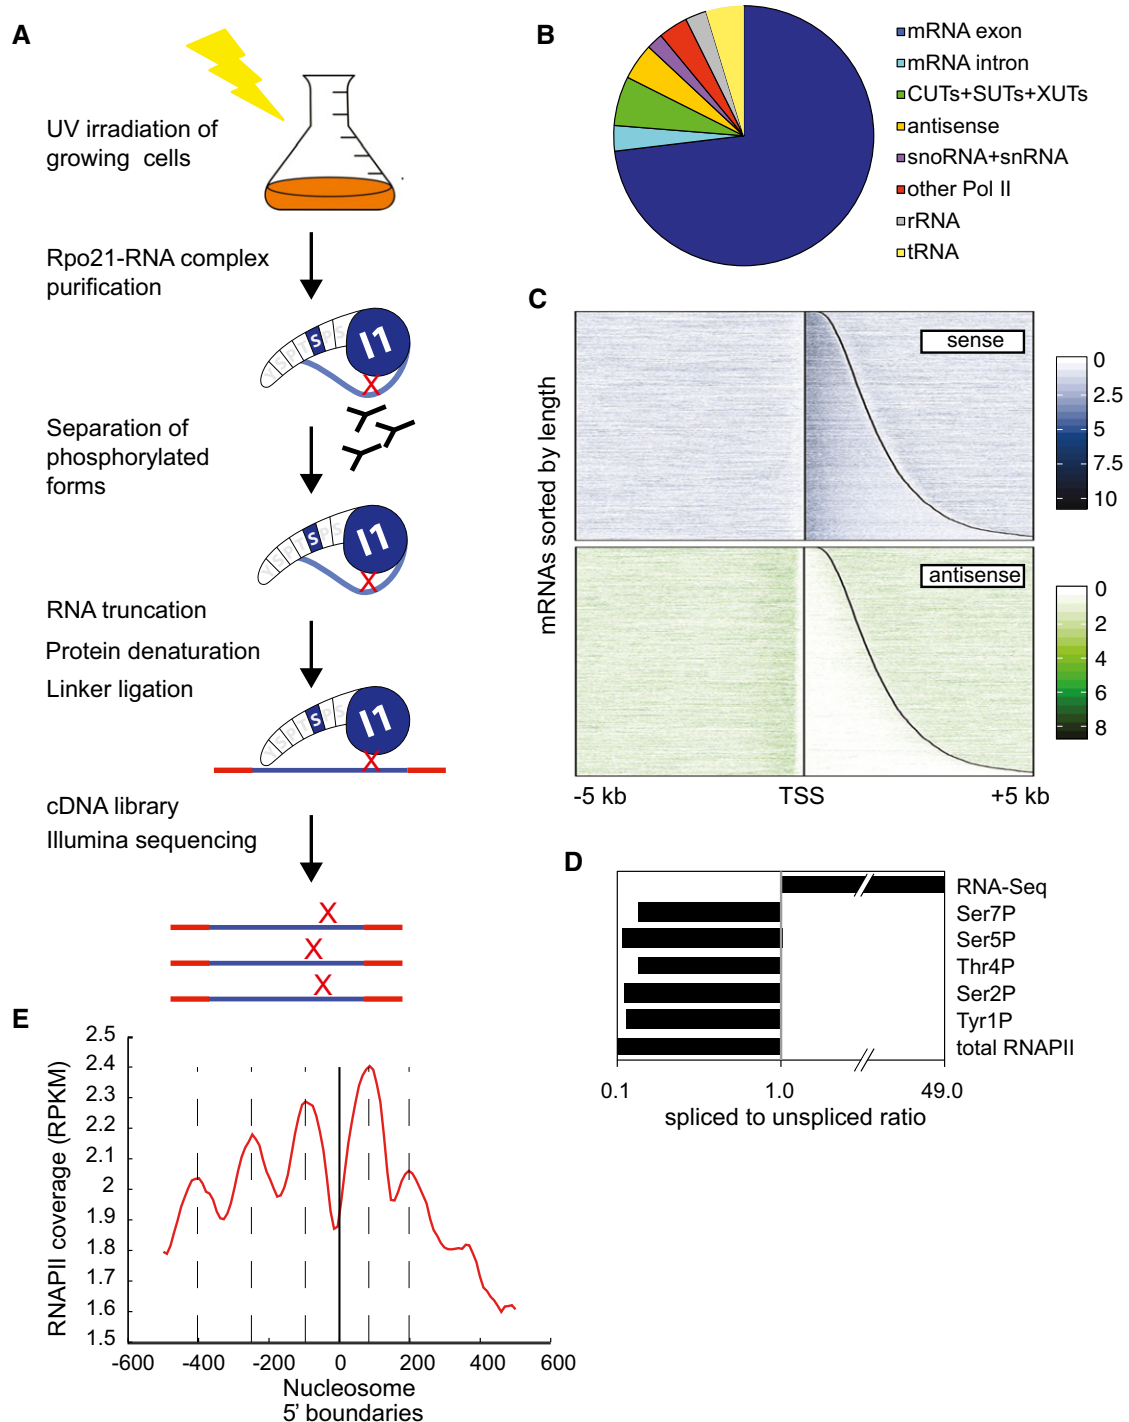 A
UV irradiation of
growing cells
Rpo21-RNA complex
purification
Y S P T S P S
I1
Separation of
phosphorylated
forms
Y S P T S P S
I1
RNA truncation
Protein denaturation
Linker ligation
Y S P T S P S
I1
cDNA library
Illumina sequencing
B
mRNA exon
mRNA intron
CUTs+SUTs+XUTs
antisense
snoRNA+snRNA
other Pol II
rRNA
tRNA
C
mRNAs sorted by length
sense
0
2.5
5
7.5
10
antisense
0
2
4
6
8
-5 kb
TSS
+5 kb
D
RNA-Seq
Ser7P
Ser5P
Thr4P
Ser2P
Tyr1P
total RNAPII
0.1
1.0
49.0
spliced to unspliced ratio
E
RNAPII coverage (RPKM)
2.5
2.4
2.3
2.2
2.1
2
1.9
1.8
1.7
1.6
1.5
-600
-400
-200
0
200
400
600
Nucleosome
5' boundaries